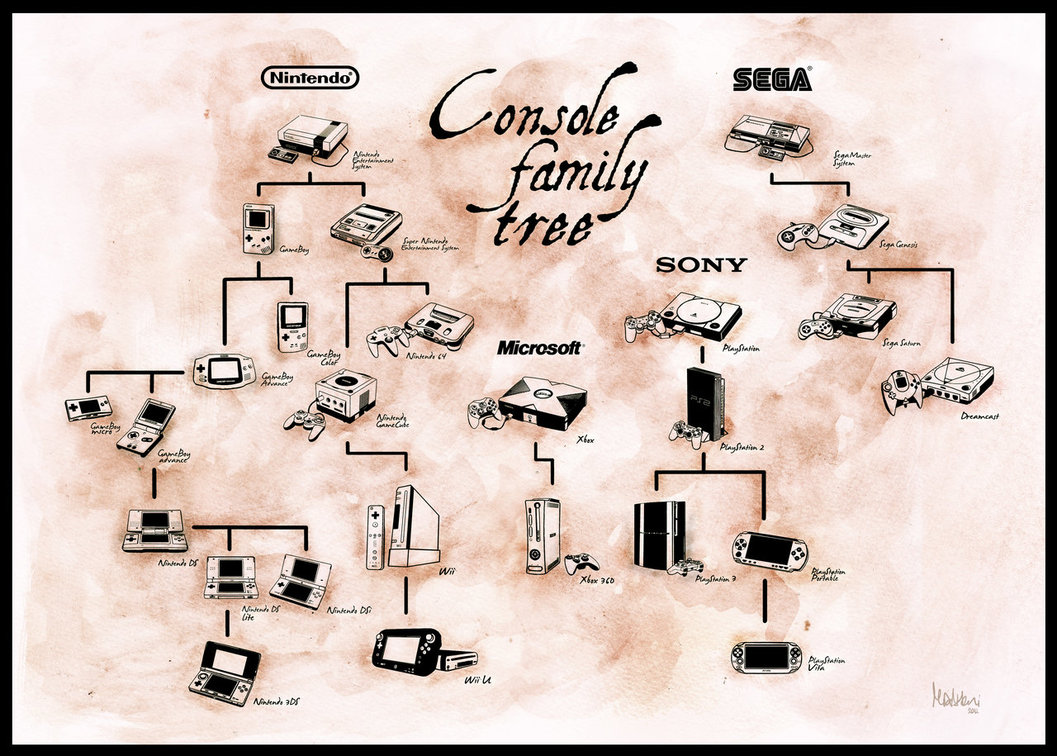 Nintendo®
Console
family
tree
SEGA®
Nintendo
Entertainment
System
Sega Master
System
GameBoy
Super Nintendo
Entertainment System
Sega Genesis
SONY
GameBoy
Color
Nintendo 64
Microsoft
PlayStation
Sega Saturn
GameBoy
Advance
GameBoy
micro
GameBoy
advance
Nintendo
GameCube
Xbox
PS2
PlayStation 2
Dreamcast
Nintendo DS
Wii
Xbox 360
PlayStation 3
PlayStation
Portable
Nintendo DS
Lite
Nintendo DSi
Nintendo 3DS
Wii U
PlayStation
Vita